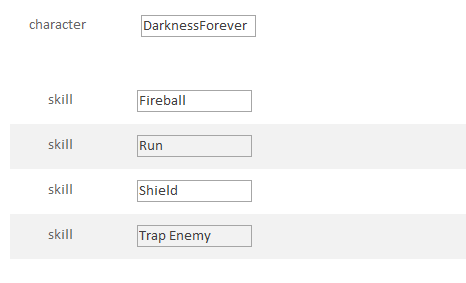 character DarknessForever
skill Fireball
skill Run
skill Shield
skill Trap Enemy